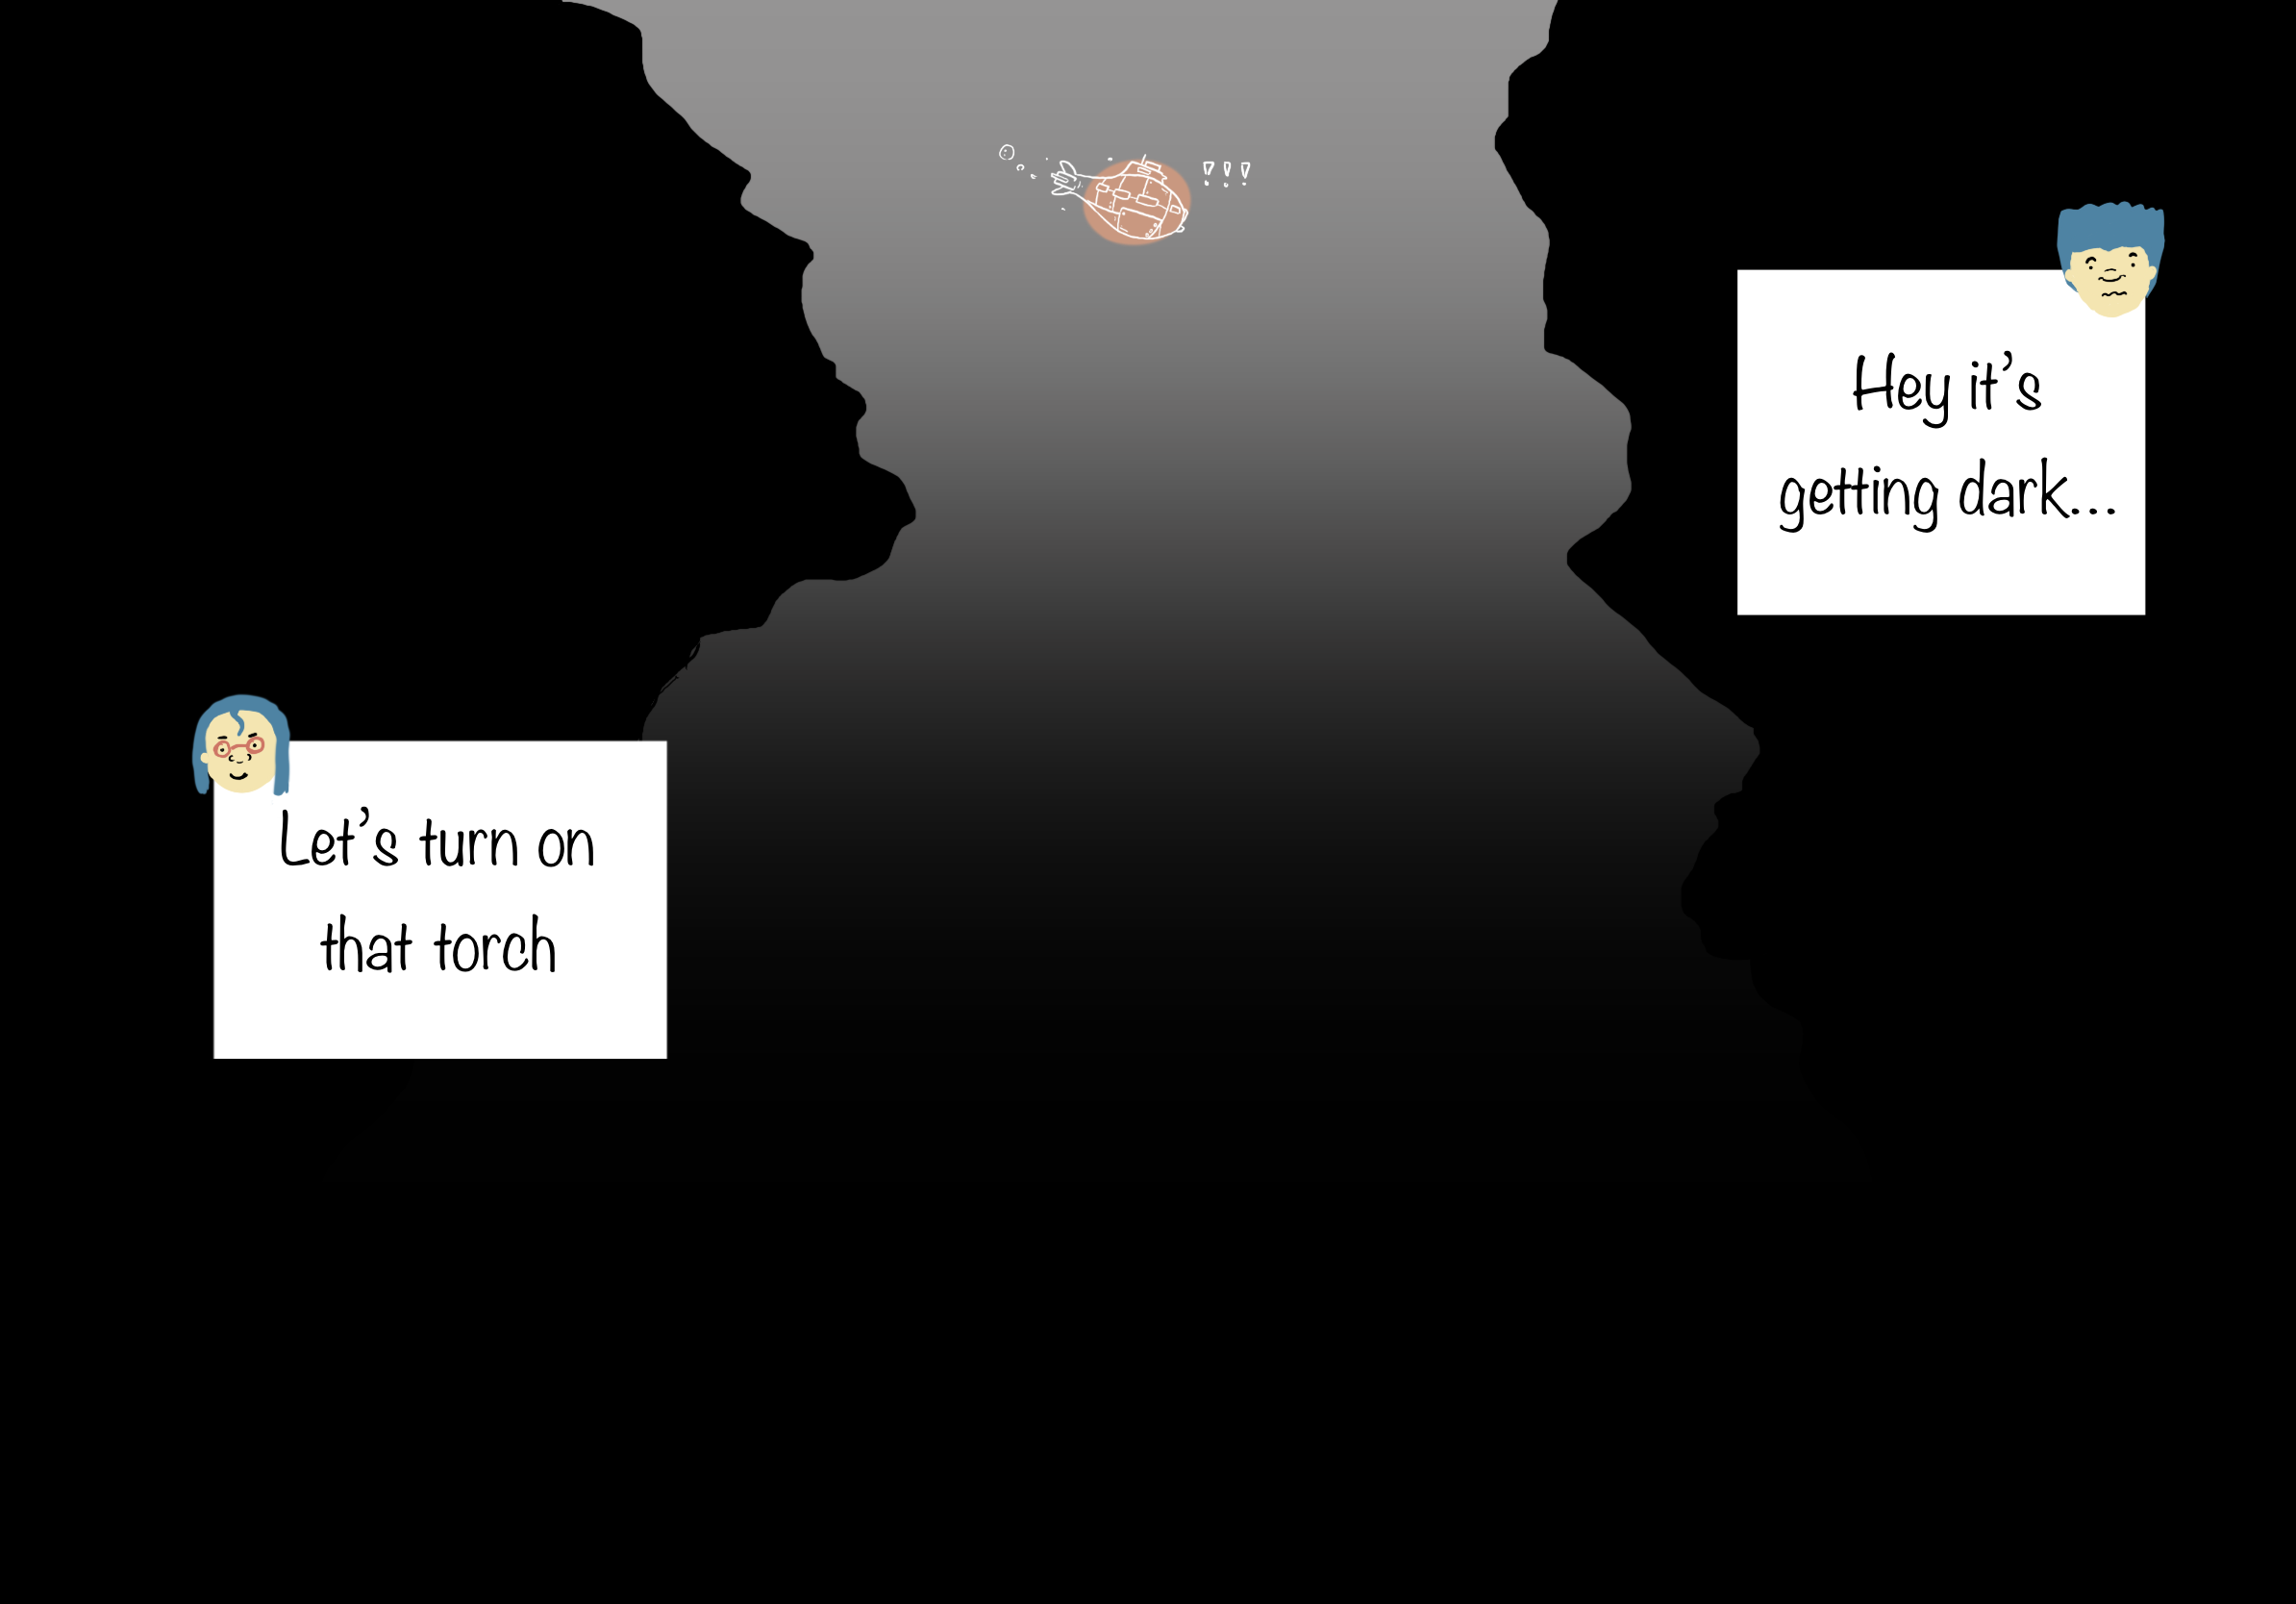 !!!
Hey it's
getting dark...
Let's turn on
that torch